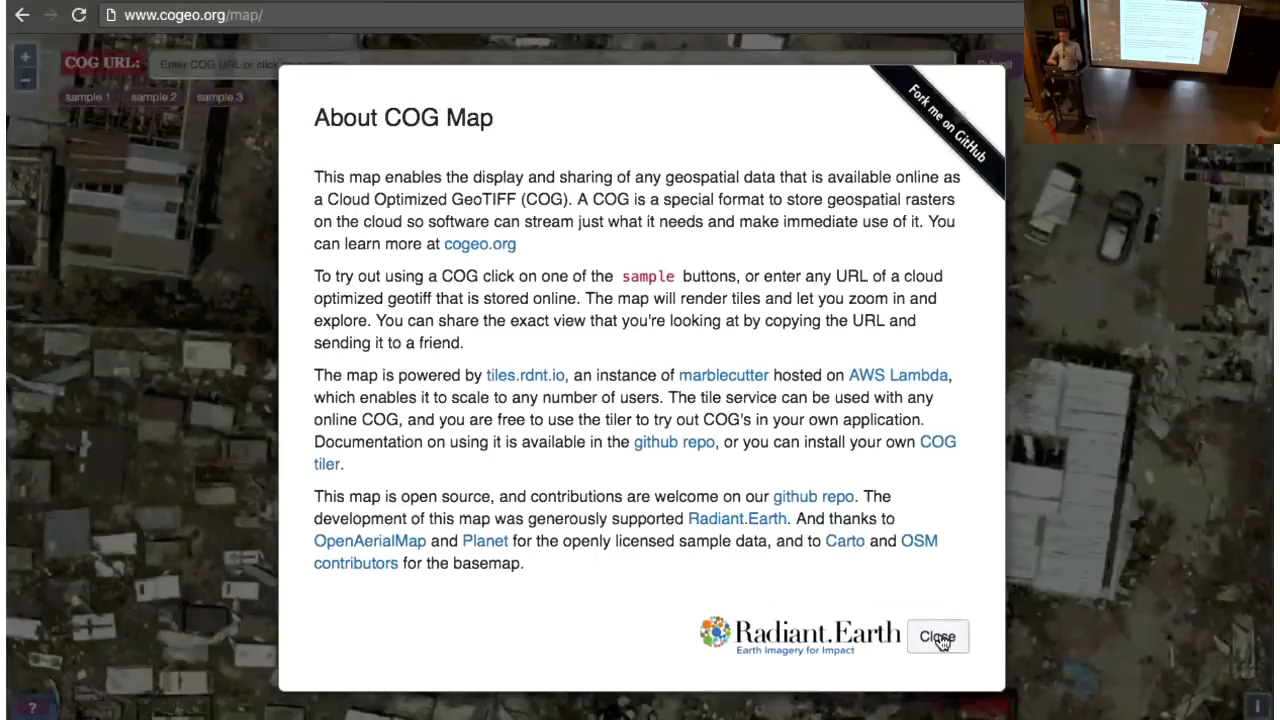 www.cogeo.org/map/
COG URL:
Enter COG URL or click
Submit
sample 1 sample 2 sample 3
Fork me on GitHub
About COG Map
This map enables the display and sharing of any geospatial data that is available online as
a Cloud Optimized GeoTIFF (COG). A COG is a special format to store geospatial rasters
on the cloud so software can stream just what it needs and make immediate use of it. You
can learn more at cogeo.org
To try out using a COG click on one of the sample buttons, or enter any URL of a cloud
optimized geotiff that is stored online. The map will render tiles and let you zoom in and
explore. You can share the exact view that you're looking at by copying the URL and
sending it to a friend.
The map is powered by tiles.rdnt.io, an instance of marblecutter hosted on AWS Lambda,
which enables it to scale to any number of users. The tile service can be used with any
online COG, and you are free to use the tiler to try out COG's in your own application.
Documentation on using it is available in the github repo, or you can install your own COG
tiler.
This map is open source, and contributions are welcome on our github repo. The
development of this map was generously supported Radiant.Earth. And thanks to
OpenAerialMap and Planet for the openly licensed sample data, and to Carto and OSM
contributors for the basemap.
Radiant.Earth
Earth Imagery for Impact
Close
?
i